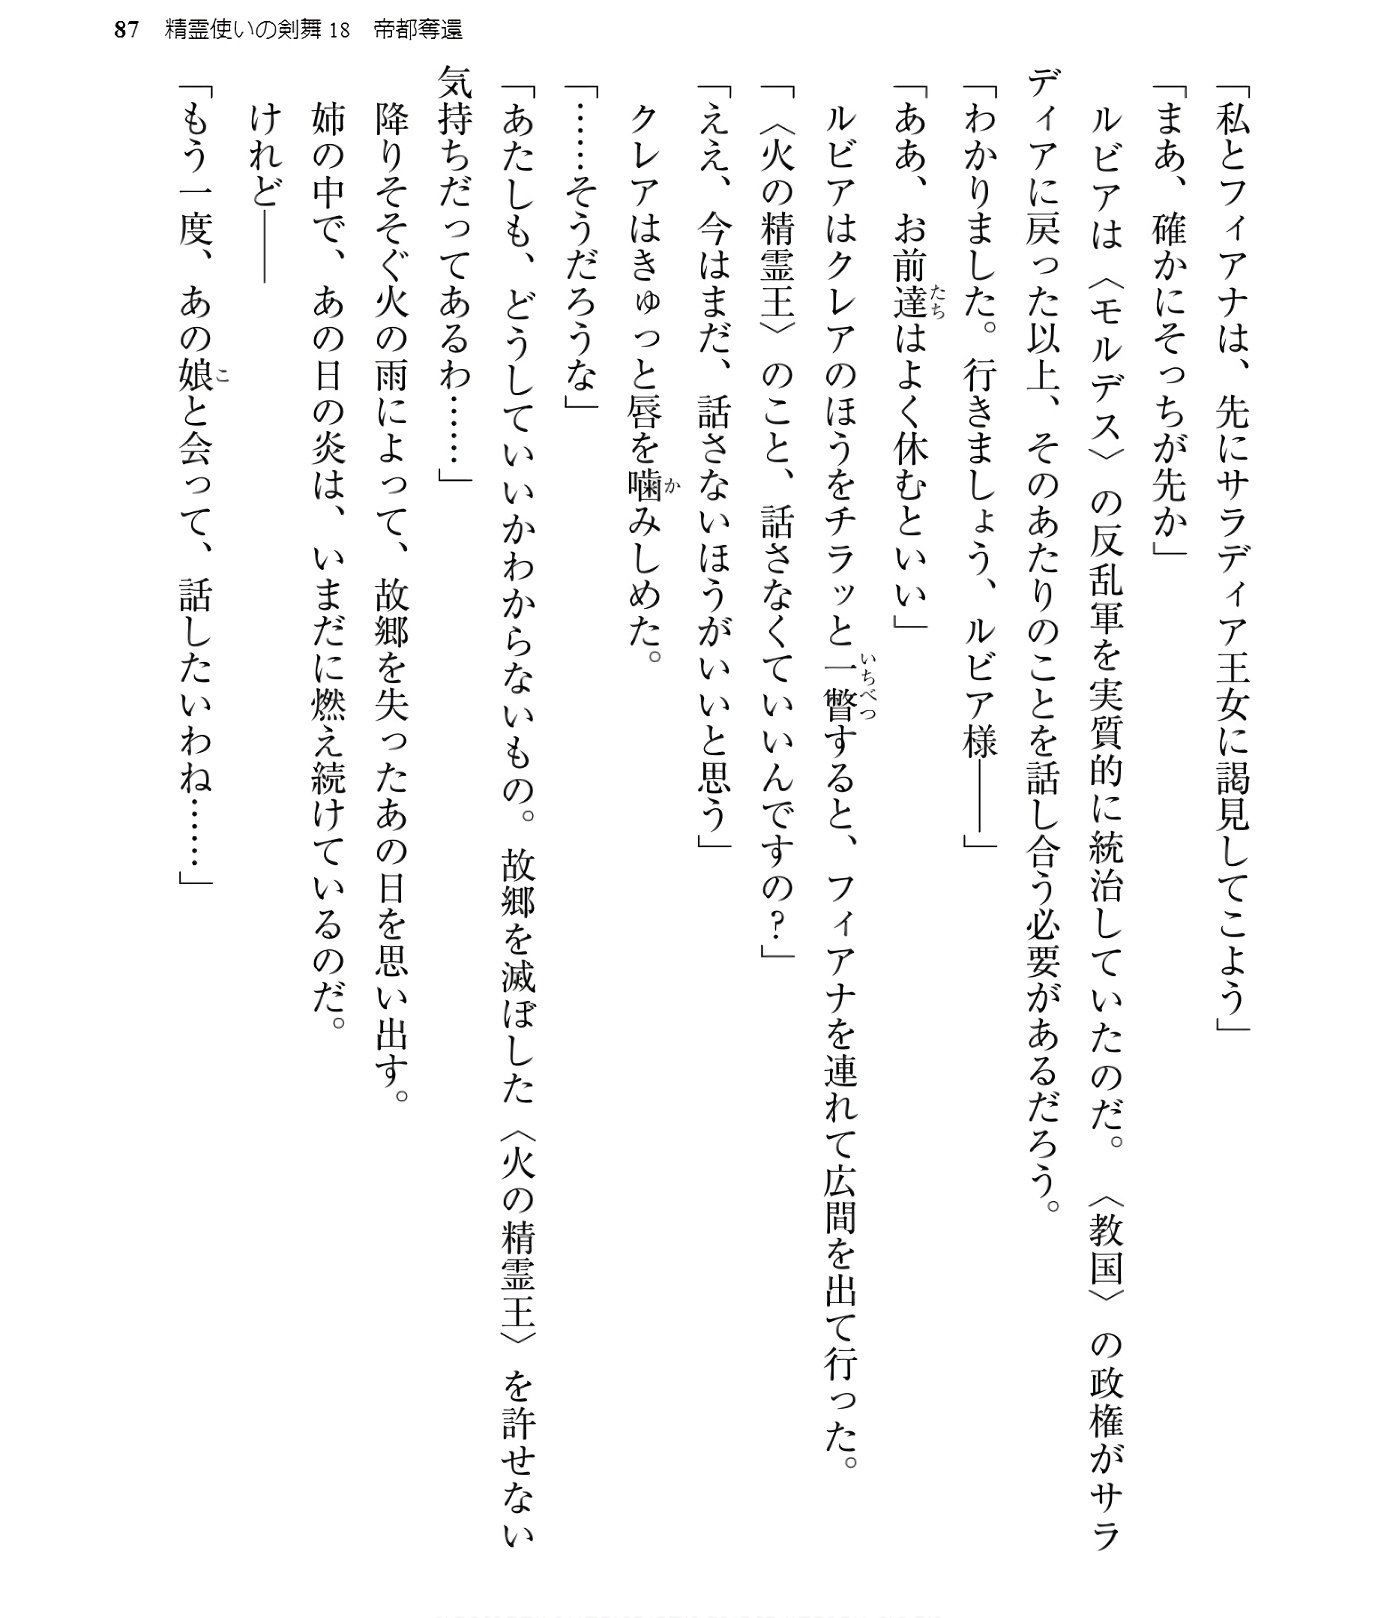 87　精霊使いの剣舞18　帝都奪還
「私とフィアナは、先にサラディア王女に謁見してこよう」
「まあ、確かにそっちが先か」
　ルビアは〈モルデス〉の反乱軍を実質的に統治していたのだ。〈教国〉の政権がサラ
ディアに戻った以上、そのあたりのことを話し合う必要があるだろう。
「わかりました。行きましょう、ルビア様――」
「ああ、お前達はよく休むといい」
たち
　ルビアはクレアのほうをチラッと一瞥すると、フィアナを連れて広間を出て行った。
いちべつ
「〈火の精霊王〉のこと、話さなくていいんですの?」
「ええ、今はまだ、話さないほうがいいと思う」
　クレアはきゅっと唇を噛みしめた。
か
「……そうだろうな」
「あたしも、どうしていいかわからないもの。故郷を滅ぼした〈火の精霊王〉を許せない
気持ちだってあるわ……」
　降りそそぐ火の雨によって、故郷を失ったあの日を思い出す。
　姉の中で、あの日の炎は、いまだに燃え続けているのだ。
　けれど――
「もう一度、あの娘と会って、話したいわね……」
こ